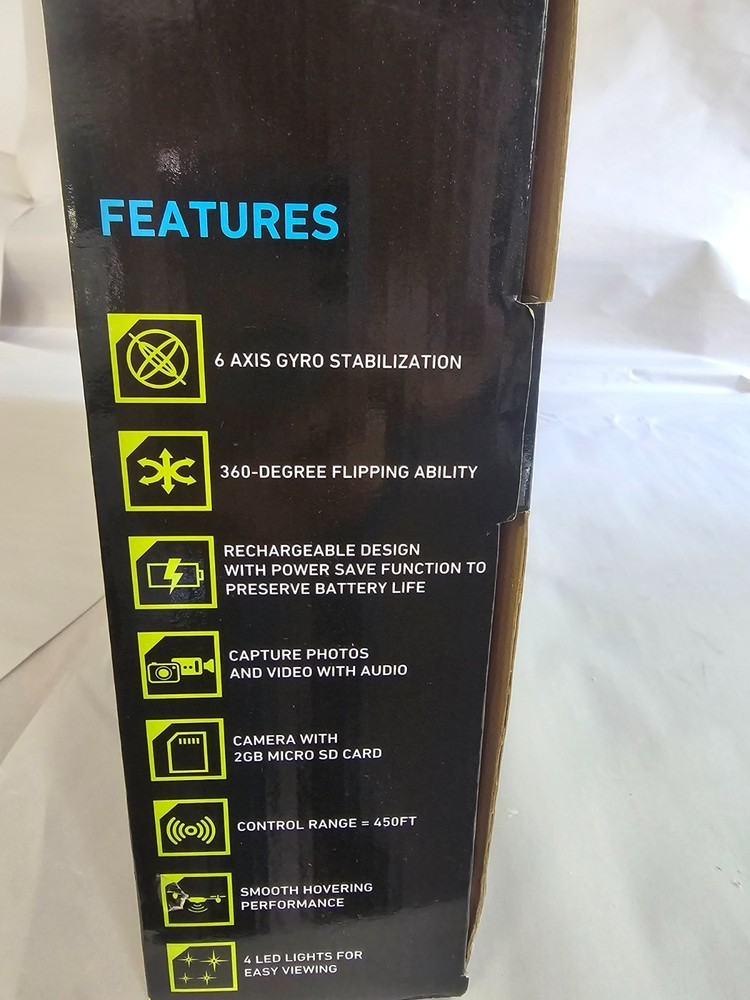 FEATURES
6 AXIS GYRO STABILIZATION
360-DEGREE FLIPPING ABILITY
RECHARGEABLE DESIGN
WITH POWER SAVE FUNCTION TO
PRESERVE BATTERY LIFE
CAPTURE PHOTOS
AND VIDEO WITH AUDIO
CAMERA WITH
2GB MICRO SD CARD
CONTROL RANGE = 450FT
SMOOTH HOVERING
PERFORMANCE
4 LED LIGHTS FOR
EASY VIEWING